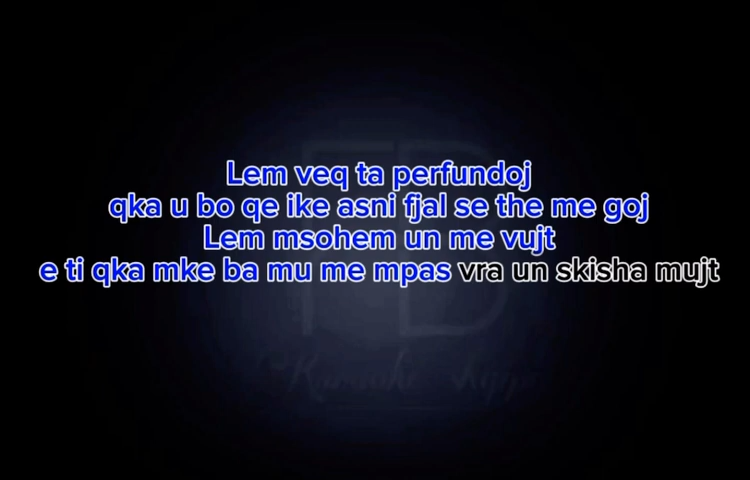 Lem veq ta perfundoj
qka u bo qe ike asni fjal se the me goj
Lem msohem un me vujt
e ti qka mke ba mu me mpas vra un skisha mujt